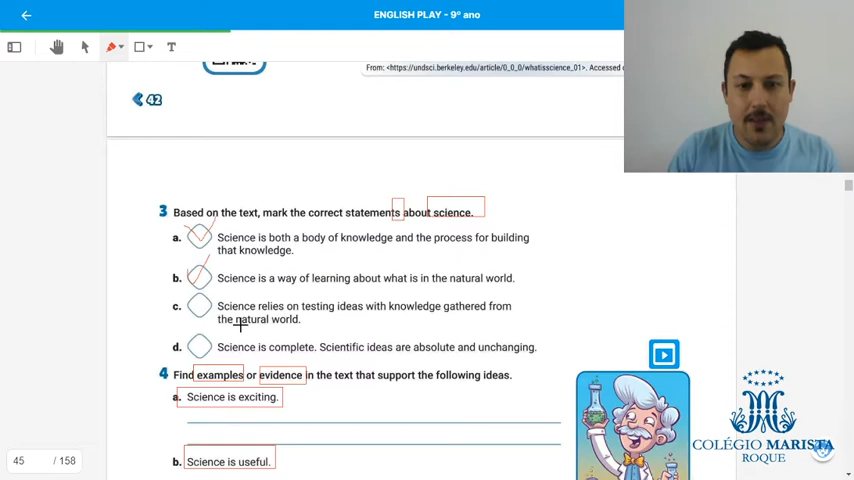 ENGLISH PLAY - 9º ano
From: <https://undsci.berkeley.edu/article/0_0_0/whatisscience_01>. Accessed
42
3 Based on the text, mark the correct statements about science.
a. Science is both a body of knowledge and the process for building
that knowledge.
b. Science is a way of learning about what is in the natural world.
c. Science relies on testing ideas with knowledge gathered from
the natural world.
d. Science is complete. Scientific ideas are absolute and unchanging.
4 Find examples or evidence in the text that support the following ideas.
a. Science is exciting.
COLÉGIO MARISTA
ROQUE
45 / 158
b. Science is useful.